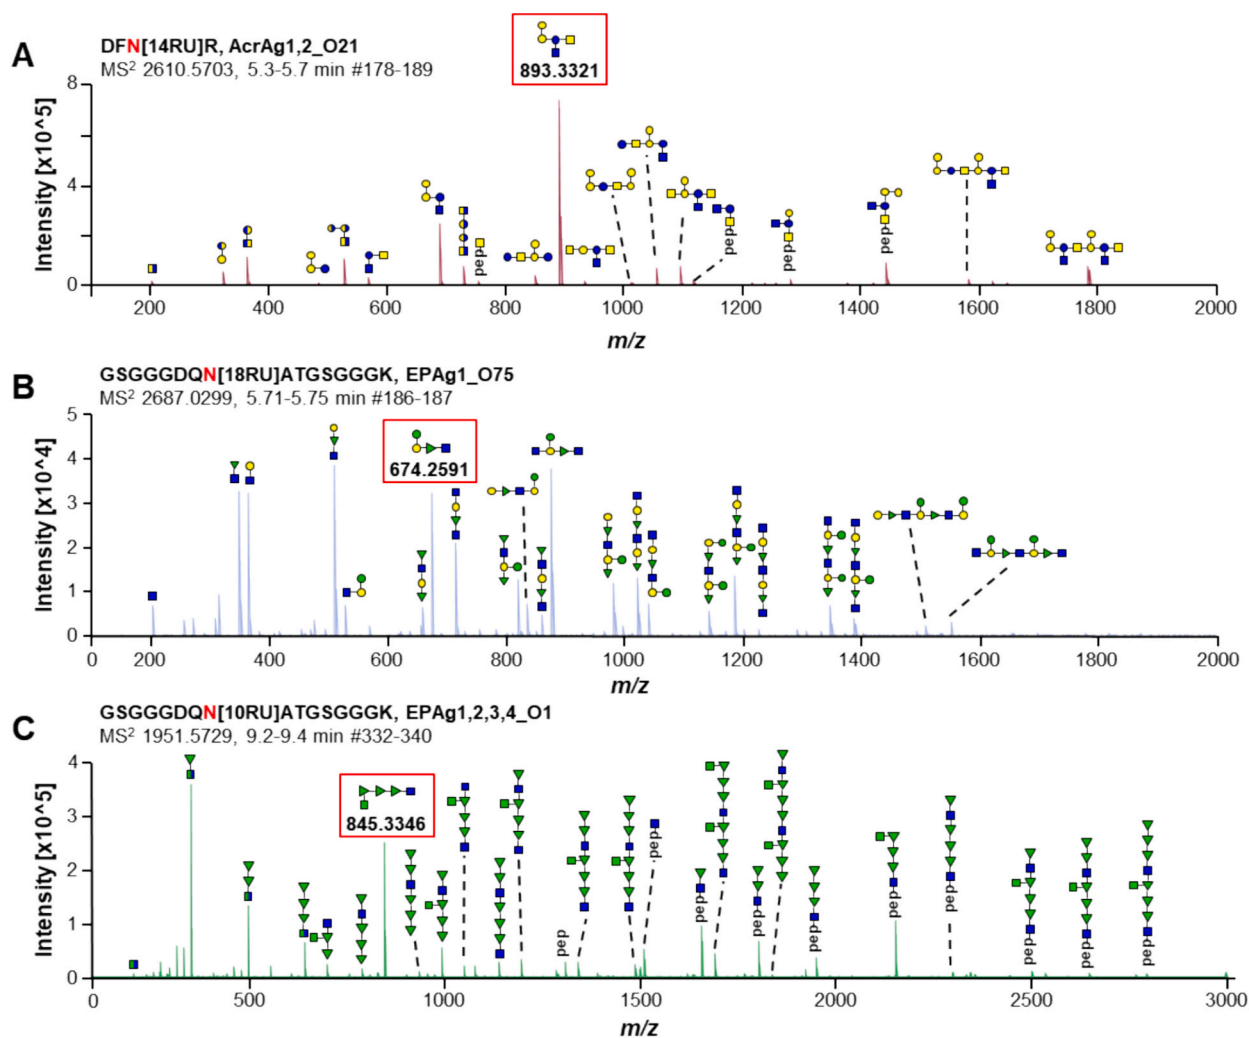 A
DFN[14RU]R, AcrAg1,2_O21
MS² 2610.5703, 5.3-5.7 min #178-189
893.3321
Intensity [x10^5]
8
4
0
pep
pep
pep
pep
200
400
600
800
1000
1200
1400
1600
1800
2000
m/z
B
GSGGGDQN[18RU]ATGSGGGK, EPAg1_O75
MS² 2687.0299, 5.71-5.75 min #186-187
674.2591
Intensity [x10^4]
5
4
3
2
1
0
0
200
400
600
800
1000
1200
1400
1600
1800
2000
m/z
C
GSGGGDQN[10RU]ATGSGGGK, EPAg1,2,3,4_O1
MS² 1951.5729, 9.2-9.4 min #332-340
845.3346
Intensity [x10^5]
4
3
2
1
0
pep
pep
pep
pep
pep
pep
pep
pep
pep
pep
0
500
1000
1500
2000
2500
3000
m/z